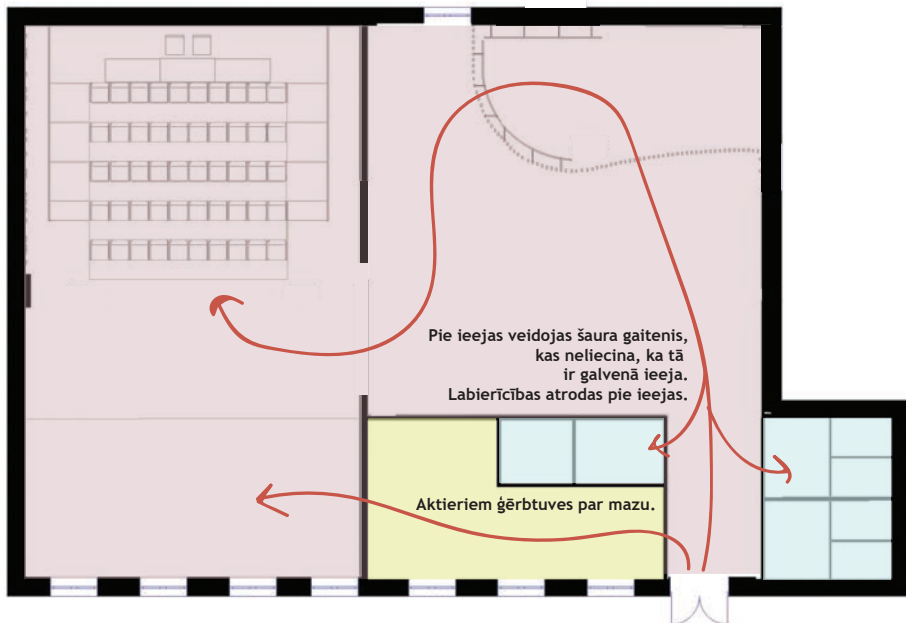 Pie ieejas veidojas šaura gaitenis,
kas neliecina, ka tā
ir galvenā ieeja.
Labierīcības atrodas pie ieejas.
Aktieriem ģērbtuves par mazu.